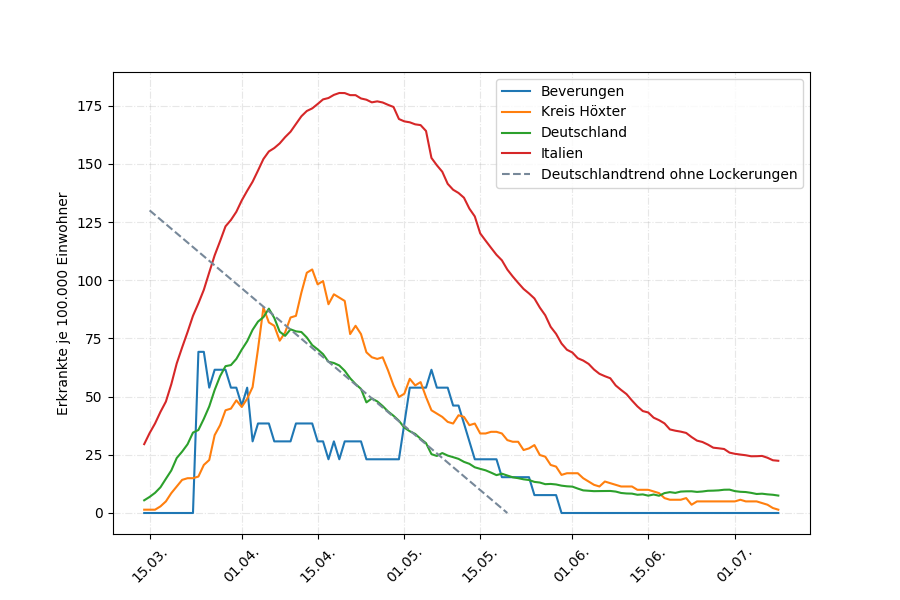 Erkrankte je 100.000 Einwohner
175
150
125
100
75
50
25
0
Beverungen
Kreis Höxter
Deutschland
Italien
Deutschlandtrend ohne Lockerungen
15.03.
01.04.
15.04.
01.05.
15.05.
01.06.
15.06.
01.07.